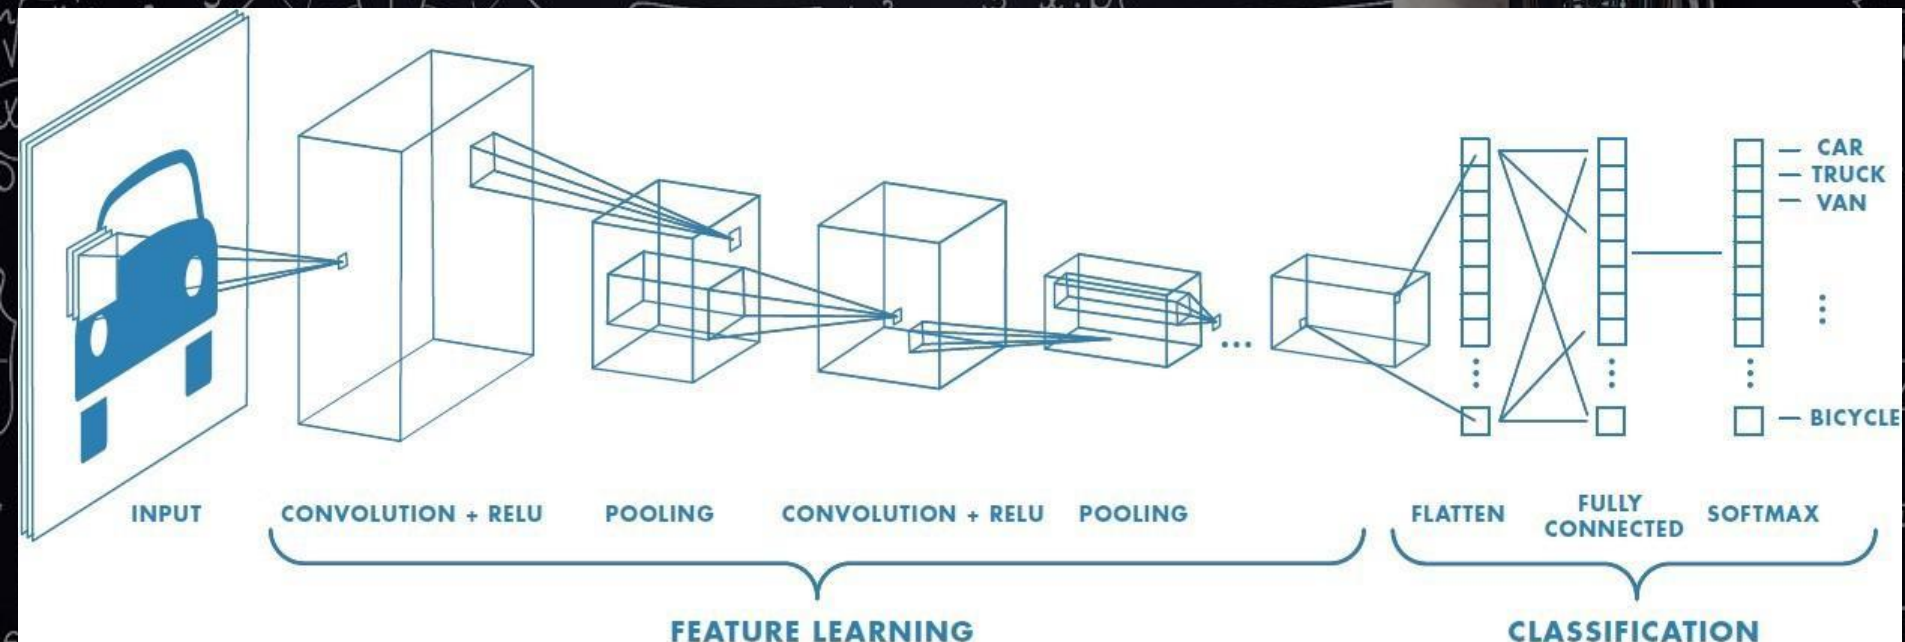 CAR
TRUCK
VAN
BICYCLE
INPUT
CONVOLUTION + RELU
POOLING
CONVOLUTION + RELU
POOLING
FLATTEN
FULLY
CONNECTED
SOFTMAX
FEATURE LEARNING
CLASSIFICATION